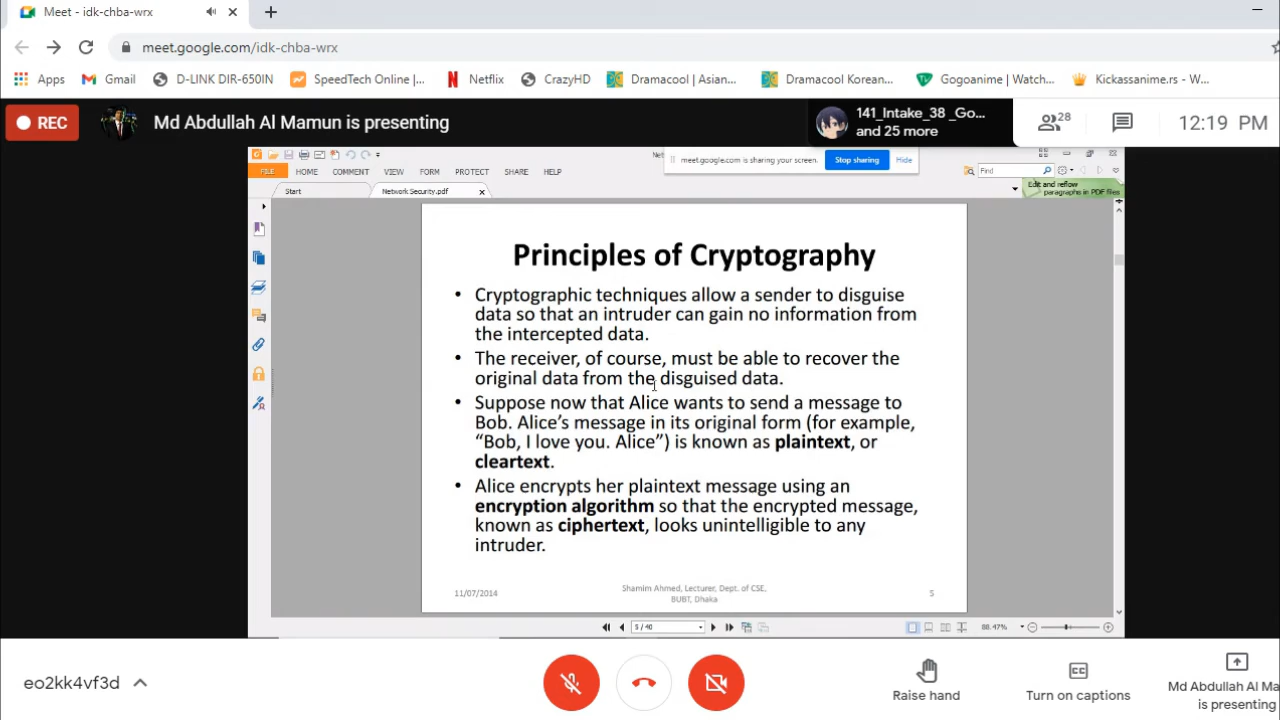 Meet - idk-chba-wrx
meet.google.com/idk-chba-wrx
Apps Gmail D-LINK DIR-650IN SpeedTech Online |... Netflix CrazyHD Dramacool | Asian... Dramacool Korean... Gogoanime | Watch... Kickassanime.rs - W...
REC Md Abdullah Al Mamun is presenting
141_Intake_38 _Go...
and 25 more
28
12:19 PM
meet.google.com is sharing your screen. Stop sharing Hide
FILE HOME COMMENT VIEW FORM PROTECT SHARE HELP Find
Start Network Security.pdf
Edit and reflow
paragraphs in PDF files
Principles of Cryptography
• Cryptographic techniques allow a sender to disguise
data so that an intruder can gain no information from
the intercepted data.
• The receiver, of course, must be able to recover the
original data from the disguised data.
• Suppose now that Alice wants to send a message to
Bob. Alice’s message in its original form (for example,
“Bob, I love you. Alice”) is known as plaintext, or
cleartext.
• Alice encrypts her plaintext message using an
encryption algorithm so that the encrypted message,
known as ciphertext, looks unintelligible to any
intruder.
11/07/2014
Shamim Ahmed, Lecturer, Dept. of CSE,
BUBT, Dhaka
5
5 / 40
88.47%
eo2kk4vf3d
Raise hand
Turn on captions
Md Abdullah Al Ma
is presenting